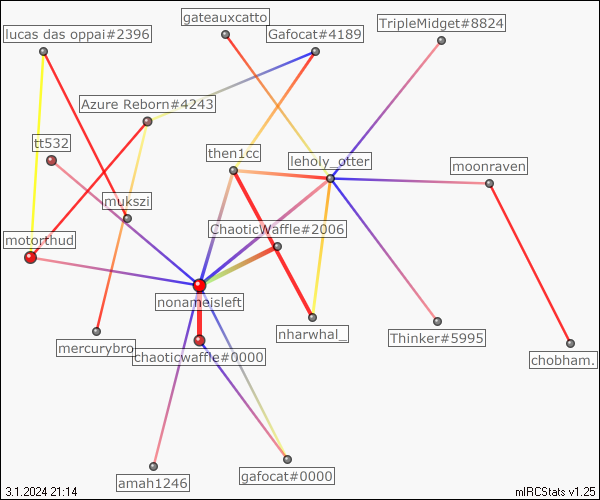 gateauxcatto
TripleMidget#8824
lucas das oppai#2396
Gafocat#4189
Azure Reborn#4243
tt532
then1cc
leholy_otter
moonraven
mukszi
ChaoticWaffle#2006
motorthud
nonameisleft
nharwhal_
Thinker#5995
mercurybro
chaoticwaffle#0000
chobham.
amah1246
gafocat#0000
3.1.2024 21:14
mIRCStats v1.25